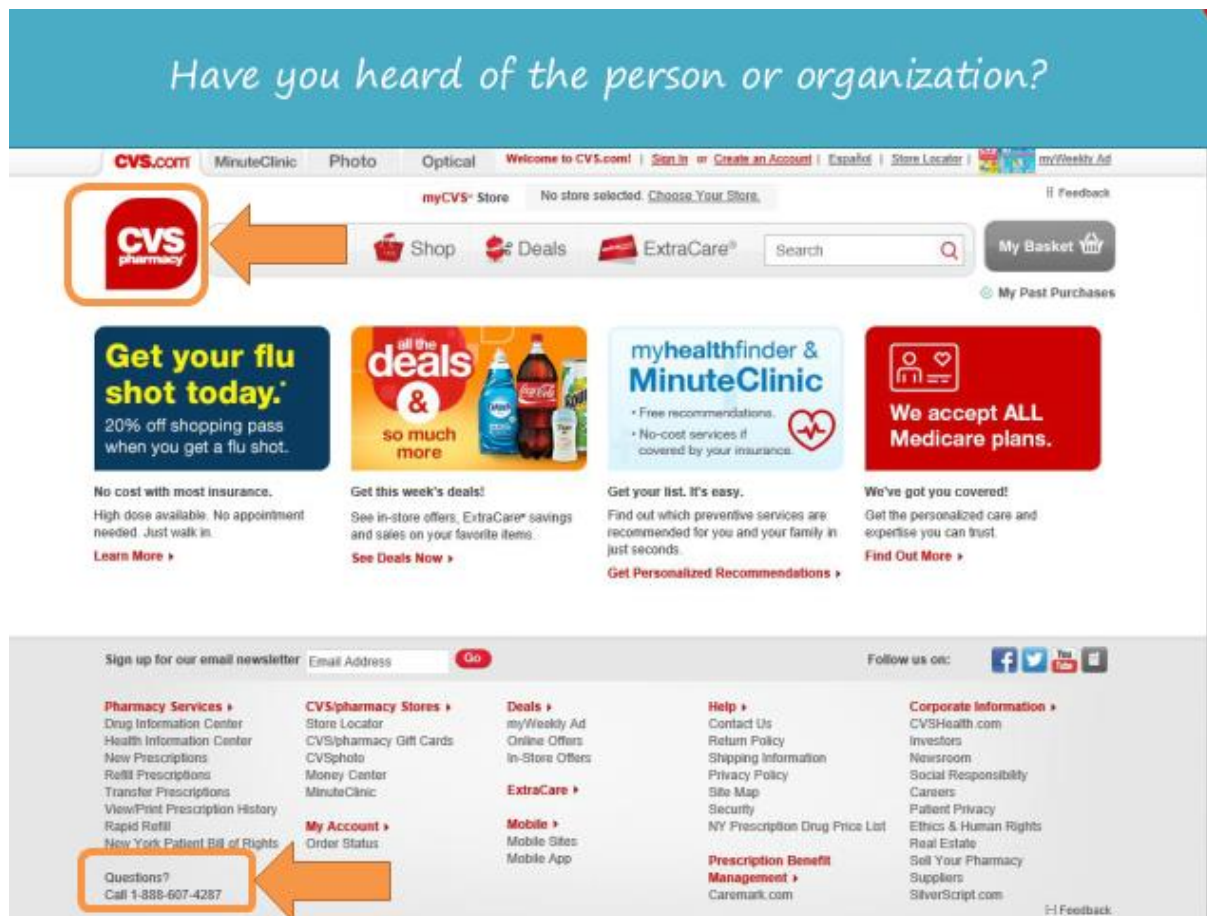 Have you heard of the person or organization?
CVS.com MinuteClinic Photo Optical Welcome to CVS.com! | Sign In or Create an Account | Español | Store Locator | myWeekly Ad
myCVS® Store No store selected. Choose Your Store. Feedback
CVS
pharmacy
Shop Deals ExtraCare® Search My Basket
My Past Purchases
Get your flu
shot today.*
20% off shopping pass
when you get a flu shot.
No cost with most insurance.
High dose available. No appointment
needed. Just walk in.
Learn More
all the
deals
&
so much
more
Coca-Cola
Get this week's deals!
See in-store offers, ExtraCare® savings
and sales on your favorite items.
See Deals Now
myhealthfinder &
MinuteClinic
• Free recommendations.
• No-cost services if
covered by your insurance.
Get your list. It's easy.
Find out which preventive services are
recommended for you and your family in
just seconds.
Get Personalized Recommendations
We accept ALL
Medicare plans.
We've got you covered!
Get the personalized care and
expertise you can trust.
Find Out More
Sign up for our email newsletter Email Address Go Follow us on:
You
Tube
Pharmacy Services
Drug Information Center
Health Information Center
New Prescriptions
Refill Prescriptions
Transfer Prescriptions
View/Print Prescription History
Rapid Refill
New York Patient Bill of Rights
Questions?
Call 1-888-607-4287
CVS/pharmacy Stores
Store Locator
CVS/pharmacy Gift Cards
CVSphoto
Money Center
MinuteClinic
My Account
Order Status
Deals
myWeekly Ad
Online Offers
In-Store Offers
ExtraCare
Mobile
Mobile Sites
Mobile App
Help
Contact Us
Return Policy
Shipping Information
Privacy Policy
Site Map
Security
NY Prescription Drug Price List
Prescription Benefit
Management
Caremark.com
Corporate Information
CVSHealth.com
Investors
Newsroom
Social Responsibility
Careers
Patient Privacy
Ethics & Human Rights
Real Estate
Sell Your Pharmacy
Suppliers
SilverScript.com
Feedback